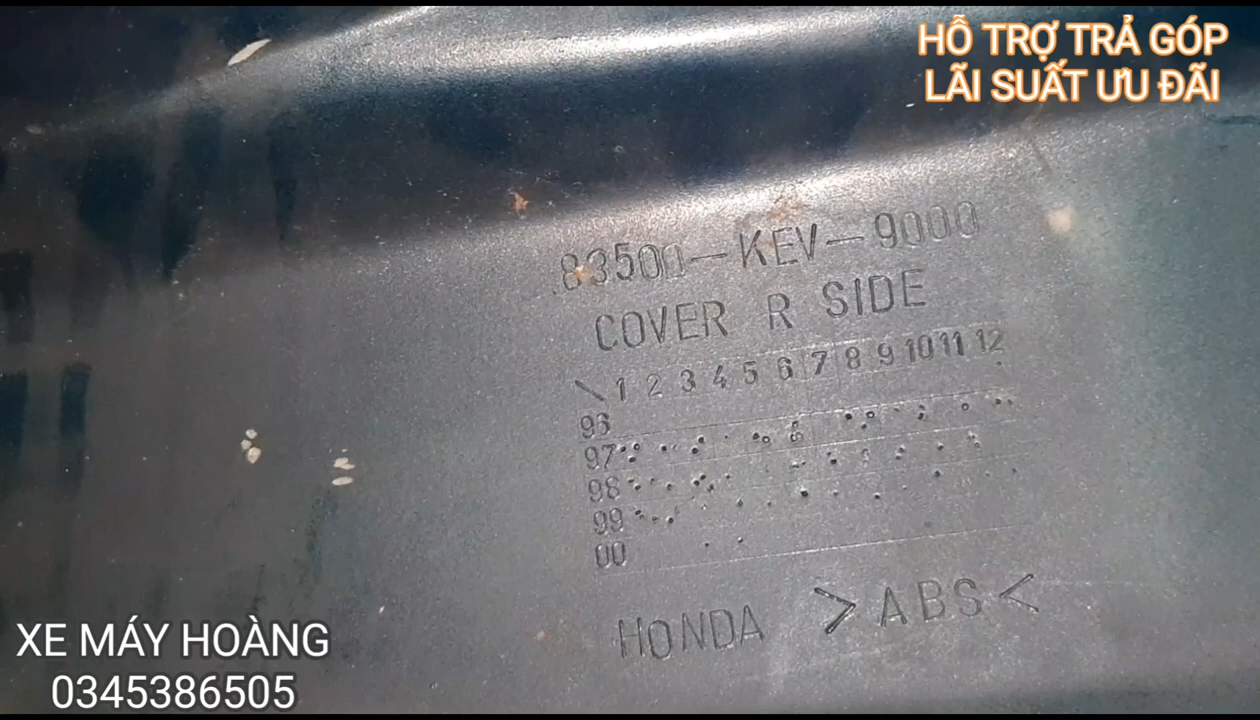 HỖ TRỢ TRẢ GÓP
LÃI SUẤT ƯU ĐÃI
83500-KEV-9000
COVER R SIDE
\ 1 2 3 4 5 6 7 8 9 10 11 12
96
97
98
99
00
HONDA >ABS<
XE MÁY HOÀNG
0345386505